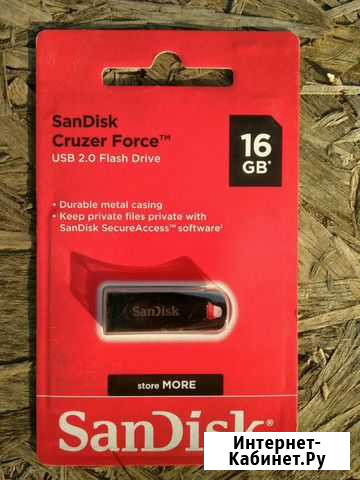 SanDisk
Cruzer Force™
USB 2.0 Flash Drive
16
GB*
• Durable metal casing
• Keep private files private with
SanDisk SecureAccess™ software†
SanDisk
store MORE
SanDisk®
Интернет-
Кабинет.Ру